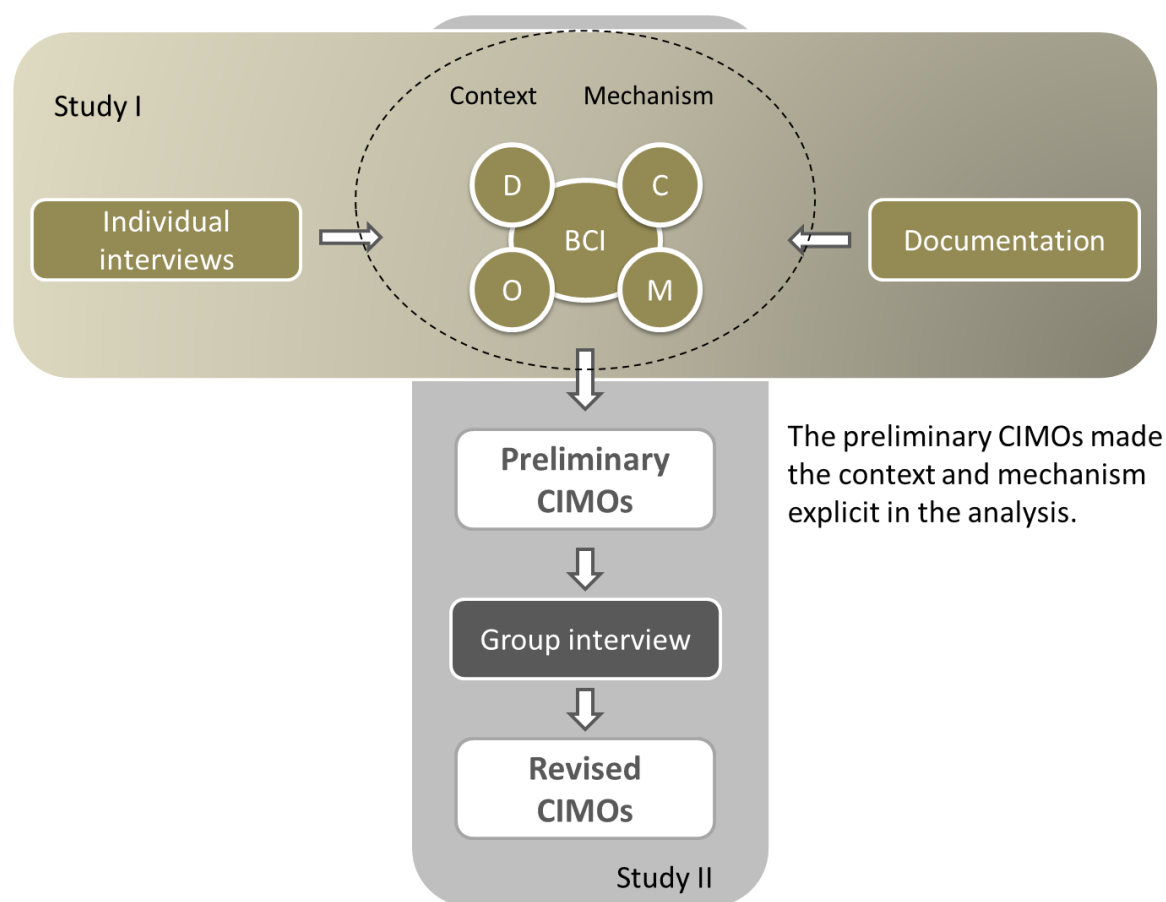 Study I
Context
Mechanism
D
C
BCI
O
M
Individual
interviews
Documentation
Preliminary
CIMOs
The preliminary CIMOs made
the context and mechanism
explicit in the analysis.
Group interview
Revised
CIMOs
Study II